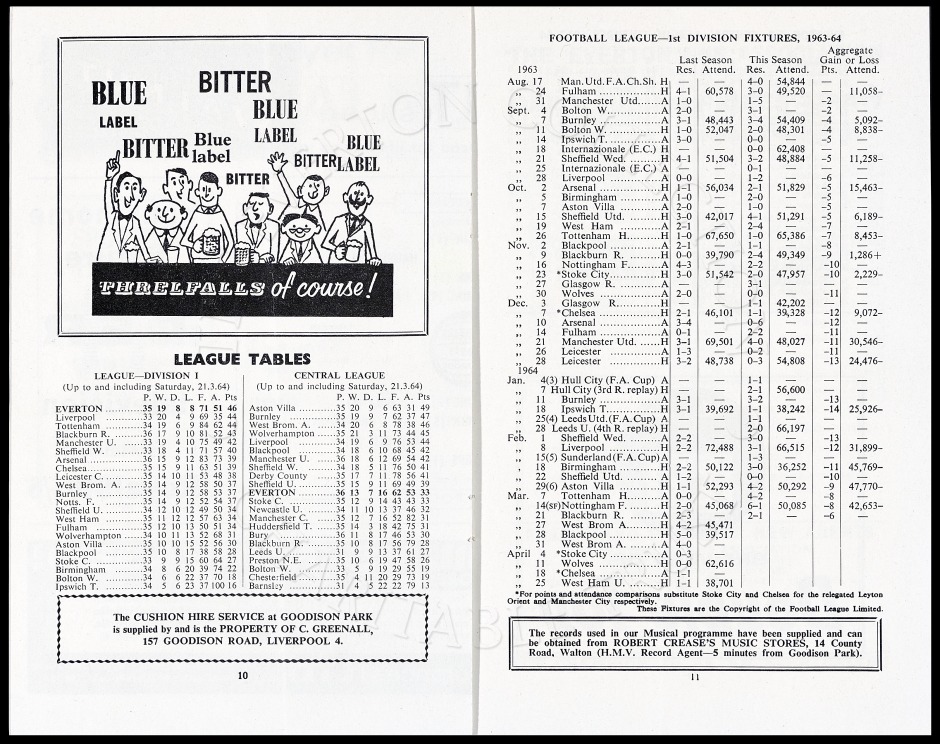 BITTER
BLUE
LABEL
BLUE
LABEL
BITTER
Blue
label
BITTER
BITTER
BLUE
LABEL
THRELFALLS of course!
LEAGUE TABLES
LEAGUE—DIVISION I
(Up to and including Saturday, 21.3.64)
P. W. D. L. F. A. Pts
EVERTON 35 19 8 8 71 51 46
Liverpool 33 20 4 9 69 35 44
Tottenham 34 19 6 9 84 62 44
Blackburn R. 36 17 9 10 81 52 43
Manchester U. 33 19 4 10 75 49 42
Sheffield W. 33 18 4 11 71 57 40
Arsenal 36 15 9 12 83 73 39
Chelsea 35 15 9 11 63 51 39
Leicester C. 35 14 10 11 53 48 38
West Brom. A. 35 14 9 12 58 50 37
Burnley 35 14 9 12 58 53 37
Notts. F. 35 14 9 12 52 54 37
Sheffield U. 34 12 10 12 49 50 34
West Ham 35 11 12 12 57 63 34
Fulham 35 12 10 13 50 51 34
Wolverhampton 34 10 11 13 52 68 31
Aston Villa 35 10 10 15 52 56 30
Blackpool 35 10 8 17 38 58 28
Stoke C. 33 9 9 15 60 64 27
Birmingham 34 8 6 20 39 74 22
Bolton W. 34 6 6 22 37 70 18
Ipswich T. 34 5 6 23 37 100 16
CENTRAL LEAGUE
(Up to and including Saturday, 21.3.64)
P. W. D. L. F. A. Pts
Aston Villa 35 20 9 6 63 31 49
Burnley 35 19 9 7 62 37 47
West Brom. A. 34 20 6 8 78 38 46
Wolverhampton 35 21 3 11 73 44 45
Liverpool 34 19 6 9 76 53 44
Blackpool 34 18 6 10 68 45 42
Manchester U. 36 18 6 12 69 54 42
Sheffield W. 34 18 5 11 76 50 41
Derby County 35 17 7 11 78 56 41
Sheffield U. 35 15 9 11 69 49 39
EVERTON 36 13 7 16 62 53 33
Stoke C. 35 12 9 14 43 43 33
Newcastle U. 34 11 10 13 37 46 32
Manchester C. 35 12 7 16 52 82 31
Huddersfield T. 35 14 3 18 42 75 31
Bury 36 11 8 17 46 53 30
Blackburn R. 35 10 8 17 56 79 28
Leeds U. 31 9 9 13 37 61 27
Preston N.E. 35 10 6 19 47 58 26
Bolton W. 33 5 9 19 29 55 19
Chesterfield 35 4 11 20 29 73 19
Barnsley 31 4 5 22 22 79 13
The CUSHION HIRE SERVICE at GOODISON PARK
is supplied by and is the PROPERTY OF C. GREENALL,
157 GOODISON ROAD, LIVERPOOL 4.
10
FOOTBALL LEAGUE—1st DIVISION FIXTURES, 1963-64
Aggregate
Last Season This Season Gain or Loss
1963 Res. Attend. Res. Attend. Pts. Attend.
Aug. 17 Man. Utd. F.A. Ch. Sh. H — — 4-0 54,844 — —
„ 24 Fulham H 4-1 60,578 3-0 49,520 — 11,058-
„ 31 Manchester Utd. A 1-0 — 1-5 — -2 —
Sept. 4 Bolton W. A 2-0 — 3-1 — -2 —
„ 7 Burnley H 3-1 48,443 3-4 54,409 -4 5,092-
„ 11 Bolton W. H 1-0 52,047 2-0 48,301 -4 8,838-
„ 14 Ipswich T. A 3-0 — 0-0 — -5 —
„ 18 Internazionale (E.C.) H — — 0-0 62,408 — —
„ 21 Sheffield Wed. H 4-1 51,504 3-2 48,884 -5 11,258-
„ 25 Internazionale (E.C.) A — — 0-1 — — —
„ 28 Liverpool A 0-0 — 1-2 — -6 —
Oct. 2 Arsenal H 1-1 56,034 2-1 51,829 -5 15,463-
„ 5 Birmingham A 1-0 — 2-0 — -5 —
„ 7 Aston Villa A 2-0 — 1-0 — -5 —
„ 15 Sheffield Utd. H 3-0 42,017 4-1 51,291 -5 6,189-
„ 19 West Ham A 2-1 — 2-4 — -7 —
„ 26 Tottenham H. H 1-0 67,650 1-0 65,386 -7 8,453-
Nov. 2 Blackpool A 2-1 — 1-1 — -8 —
„ 9 Blackburn R. H 0-0 39,790 2-4 49,349 -9 1,286+
„ 16 Nottingham F. A 4-3 — 2-2 — -10 —
„ 23 *Stoke City H 3-0 51,542 2-0 47,957 -10 2,229-
„ 27 Glasgow R. A — — 3-1 — — —
„ 30 Wolves A 2-0 — 0-0 — -11 —
Dec. 3 Glasgow R. H — — 1-1 42,202 — —
„ 7 *Chelsea H 2-1 46,101 1-1 39,328 -12 9,072-
„ 10 Arsenal A 3-4 — 0-6 — -12 —
„ 14 Fulham A 0-1 — 2-2 — -11 —
„ 21 Manchester Utd. H 3-1 69,501 4-0 48,027 -11 30,546-
„ 26 Leicester A 1-3 — 0-2 — -11 —
„ 28 Leicester H 3-2 48,738 0-3 54,808 -13 24,476-
1964
Jan. 4(3) Hull City (F.A. Cup) A — — 1-1 — — —
„ 7 Hull City (3rd R. replay) H — — 2-1 56,600 — —
„ 11 Burnley A 3-1 — 3-2 — -13 —
„ 18 Ipswich T. H 3-1 39,692 1-1 38,242 -14 25,926-
„ 25(4) Leeds Utd. (F.A. Cup) A — — 1-1 — — —
„ 28 Leeds U. (4th R. replay) H — — 2-0 66,197 — —
Feb. 1 Sheffield Wed. A 2-2 — 3-0 — -13 —
„ 8 Liverpool H 2-2 72,488 3-1 66,515 -12 31,899-
„ 15(5) Sunderland (F.A. Cup) A — — 1-3 — — —
„ 18 Birmingham H 2-2 50,122 3-0 36,252 -11 45,769-
„ 22 Sheffield Utd. A 1-2 — 0-0 — -10 —
„ 29(6) Aston Villa H 1-1 52,293 4-2 50,292 -9 47,770-
Mar. 7 Tottenham H. A 0-0 — 4-2 — -8 —
„ 14(SF) Nottingham F. H 2-0 45,068 6-1 50,085 -8 42,653-
„ 21 Blackburn R. A 2-3 — 2-1 — -6 —
„ 27 West Brom A. H 4-2 45,471
„ 28 Blackpool H 5-0 39,517
„ 31 West Brom A. A 4-0 —
April 4 *Stoke City A 0-3 —
„ 11 Wolves H 0-0 62,616
„ 18 *Chelsea A 1-1 —
„ 25 West Ham U. H 1-1 38,701
*For points and attendance comparisons substitute Stoke City and Chelsea for the relegated Leyton
Orient and Manchester City respectively.
These Fixtures are the Copyright of the Football League Limited.
The records used in our Musical programme have been supplied and can
be obtained from ROBERT CREASE'S MUSIC STORES, 14 County
Road, Walton (H.M.V. Record Agent—5 minutes from Goodison Park).
11